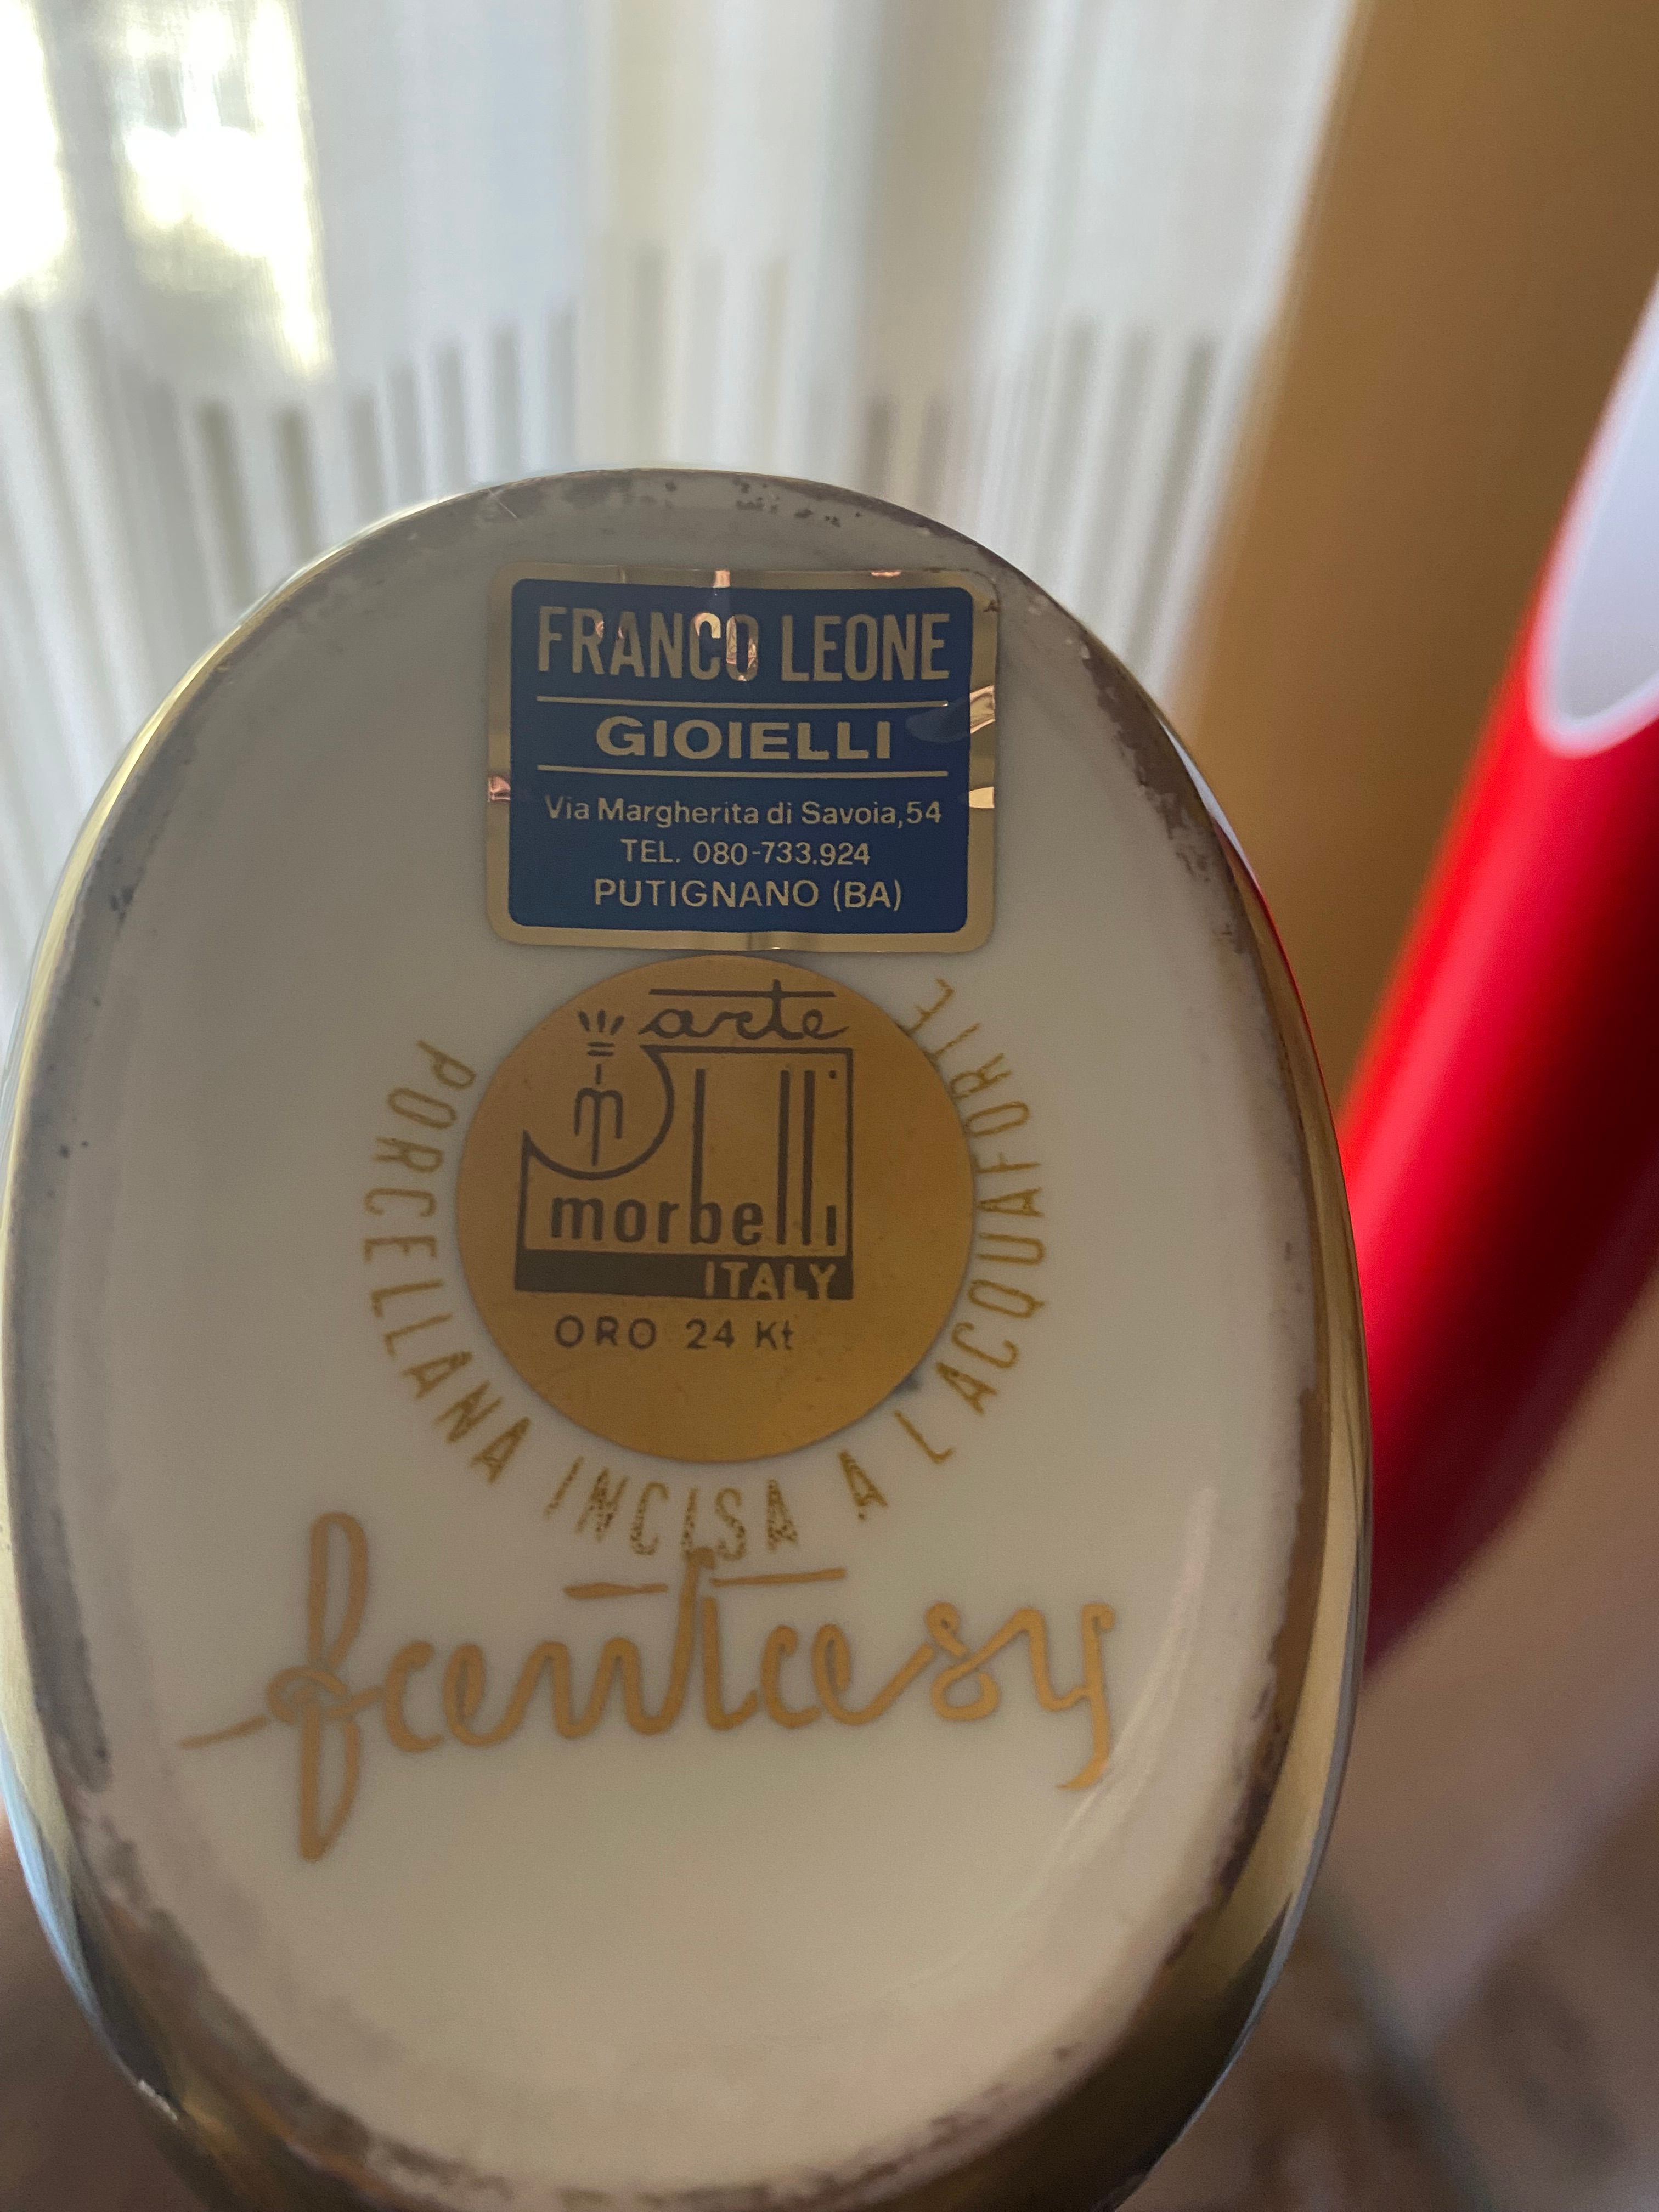 FRANCO LEONE
GIOIELLI
Via Margherita di Savoia,54
TEL. 080-733.924
PUTIGNANO (BA)
arte
m
morbelli
ITALY
ORO 24 Kt
PORCELLANA INCISA A L ACQUAFORTE
fantasy